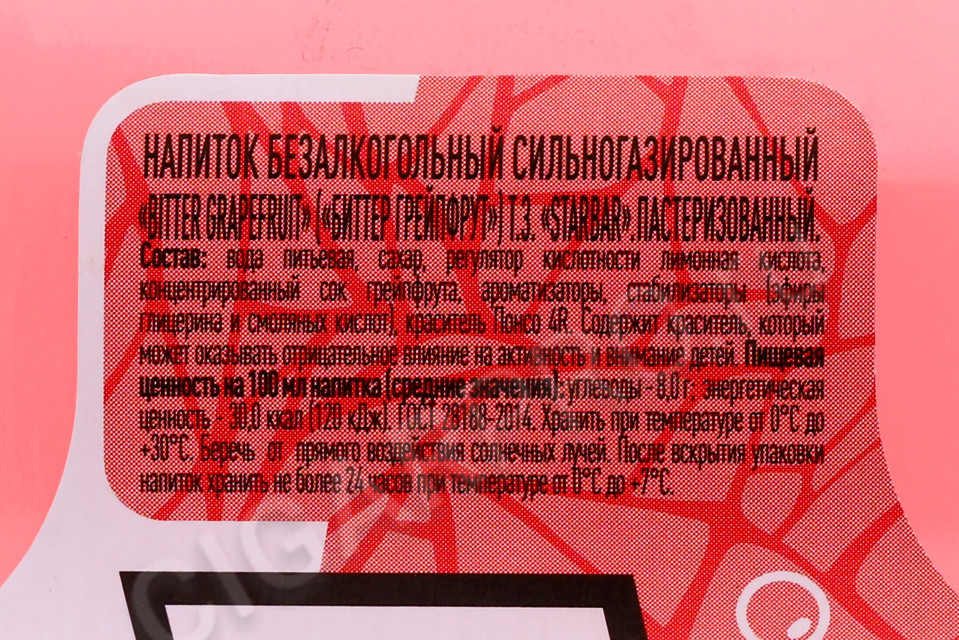 НАПИТОК БЕЗАЛКОГОЛЬНЫЙ СИЛЬНОГАЗИРОВАННЫЙ
«BITTER GRAPEFRUIT» («БИТТЕР ГРЕЙПФРУТ») Т.З. «STARBAR». ПАСТЕРИЗОВАННЫЙ.
Состав: вода питьевая, сахар, регулятор кислотности лимонная кислота,
концентрированный сок грейпфрута, ароматизаторы, стабилизаторы (эфиры
глицерина и смоляных кислот), краситель Понсо 4R. Содержит краситель, который
может оказывать отрицательное влияние на активность и внимание детей. Пищевая
ценность на 100 мл напитка (средние значения): углеводы - 8,0 г; энергетическая
ценность - 30,0 ккал (120 кДж). ГОСТ 28188-2014. Хранить при температуре от 0°С до
+30°С. Беречь от прямого воздействия солнечных лучей. После вскрытия упаковки
напиток хранить не более 24 часов при температуре от 0°С до +7°С.